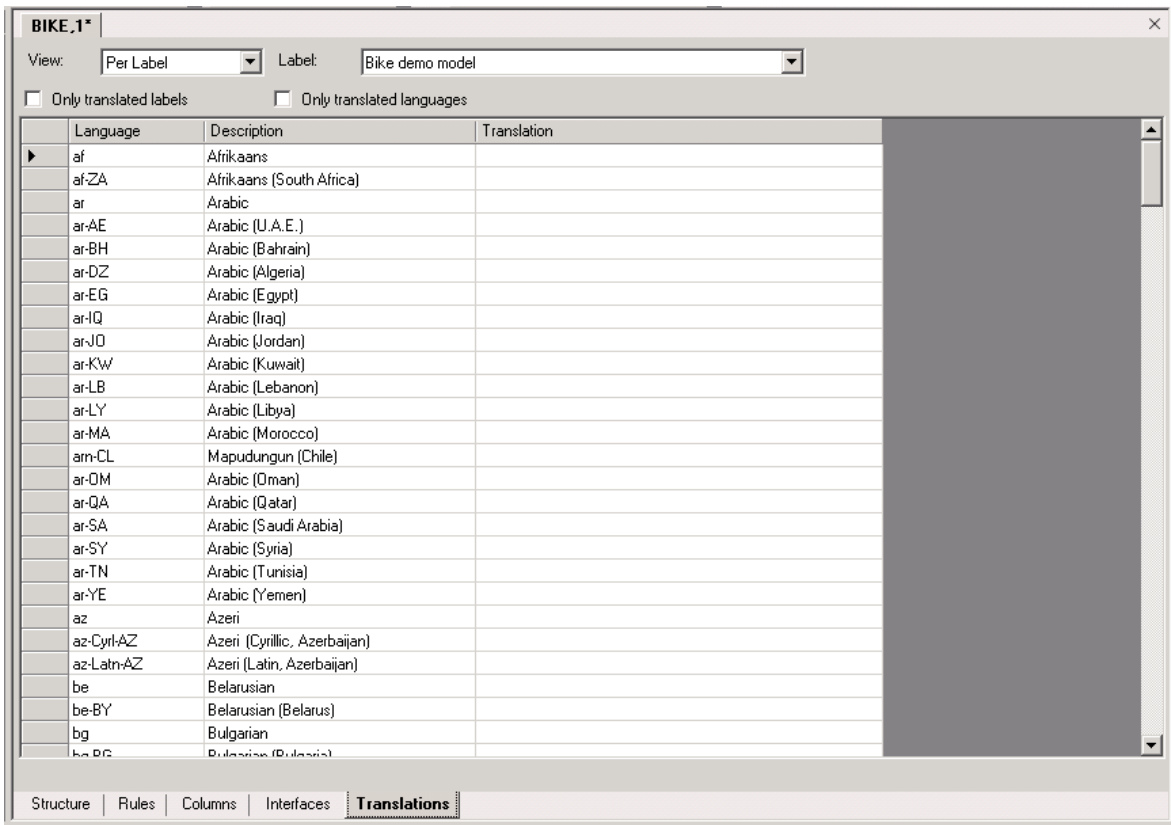 BIKE,1*
View: Per Label Label: Bike demo model
Only translated labels Only translated languages
Language Description Translation
af Afrikaans
af-ZA Afrikaans (South Africa)
ar Arabic
ar-AE Arabic (U.A.E.)
ar-BH Arabic (Bahrain)
ar-DZ Arabic (Algeria)
ar-EG Arabic (Egypt)
ar-IQ Arabic (Iraq)
ar-JO Arabic (Jordan)
ar-KW Arabic (Kuwait)
ar-LB Arabic (Lebanon)
ar-LY Arabic (Libya)
ar-MA Arabic (Morocco)
arn-CL Mapudungun (Chile)
ar-OM Arabic (Oman)
ar-QA Arabic (Qatar)
ar-SA Arabic (Saudi Arabia)
ar-SY Arabic (Syria)
ar-TN Arabic (Tunisia)
ar-YE Arabic (Yemen)
az Azeri
az-Cyrl-AZ Azeri (Cyrillic, Azerbaijan)
az-Latn-AZ Azeri (Latin, Azerbaijan)
be Belarusian
be-BY Belarusian (Belarus)
bg Bulgarian
bg-BG Bulgarian (Bulgaria)
Structure Rules Columns Interfaces Translations